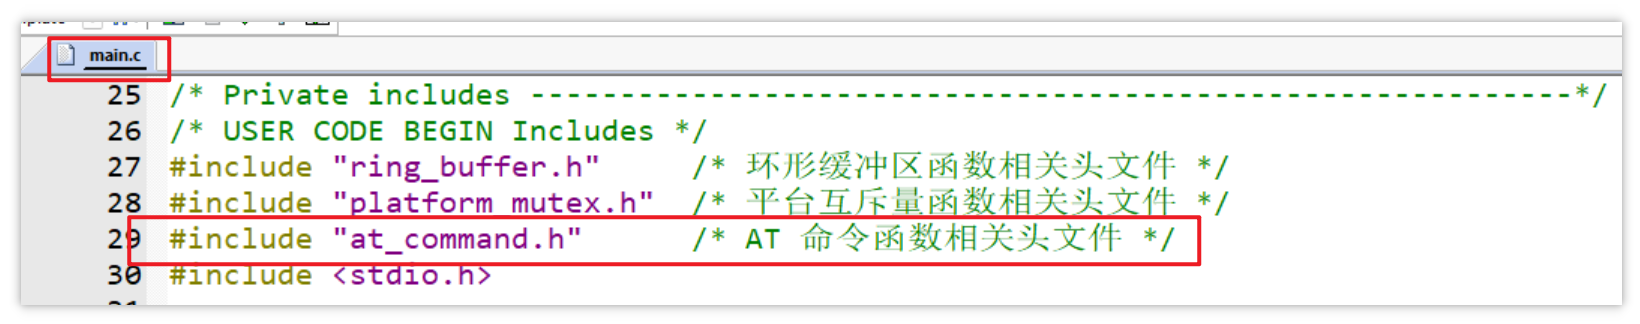 main.c
25 /* Private includes ----------------------------------------------------------*/
26 /* USER CODE BEGIN Includes */
27 #include "ring_buffer.h" /* 环形缓冲区函数相关头文件 */
28 #include "platform_mutex.h" /* 平台互斥量函数相关头文件 */
29 #include "at_command.h" /* AT 命令函数相关头文件 */
30 #include <stdio.h>